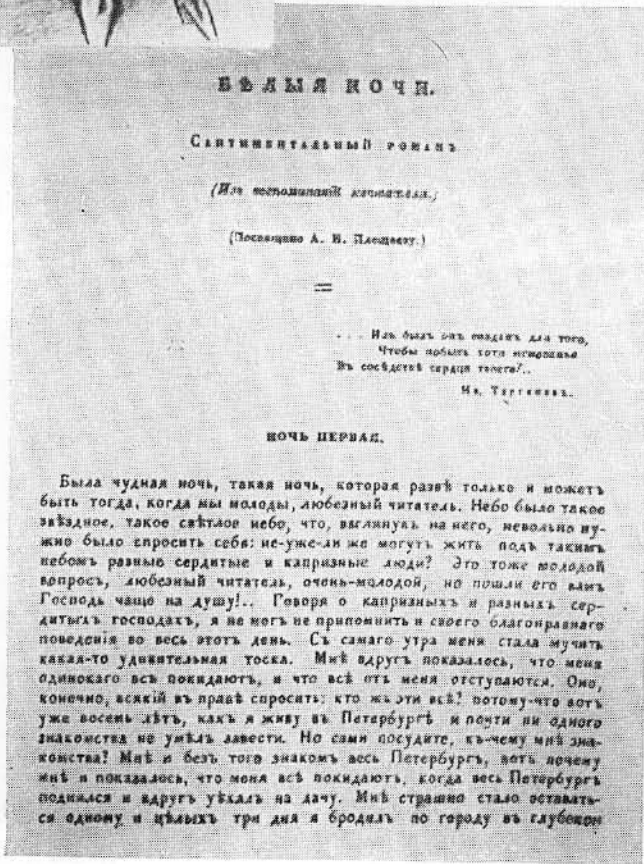 БѢЛЫЯ НОЧИ.
САНТИМЕНТАЛЬНЫЙ РОМАНЪ
(Изъ воспоминаній мечтателя.)
(Посвящено А. Н. Плещееву.)
. . . Иль былъ онъ созданъ для того,
Чтобы побыть хотя мгновенье
Въ сосѣдствѣ сердца твоего?..
Ив. Тургеневъ.
НОЧЬ ПЕРВАЯ.
Была чудная ночь, такая ночь, которая развѣ только и можетъ
быть тогда, когда мы молоды, любезный читатель. Небо было такое
звѣздное, такое свѣтлое небо, что, взглянувъ на него, невольно ну-
жно было спросить себя: не-уже-ли же могутъ жить подъ такимъ
небомъ разные сердитые и капризные люди? Это тоже молодой
вопросъ, любезный читатель, очень-молодой, но пошли его вамъ
Господь чаще на душу!.. Говоря о капризныхъ и разныхъ сер-
дитыхъ господахъ, я не могъ не припомнить и своего благонравнаго
поведенія во весь этотъ день. Съ самаго утра меня стала мучить
какая-то удивительная тоска. Мнѣ вдругъ показалось, что меня
одинокаго всѣ покидаютъ, и что всѣ отъ меня отступаются. Оно,
конечно, всякій въ правѣ спросить: кто жъ эти всѣ? потому-что вотъ
уже восемь лѣтъ, какъ я живу въ Петербургѣ и почти ни одного
знакомства не умѣлъ завести. Но сами посудите, къ-чему мнѣ зна-
комства? Мнѣ и безъ того знакомъ весь Петербургъ, вотъ почему
мнѣ и показалось, что меня всѣ покидаютъ, когда весь Петербургъ
поднялся и вдругъ уѣхалъ на дачу. Мнѣ страшно стало оставать-
ся одному и цѣлыхъ три дня я бродилъ по городу въ глубокой